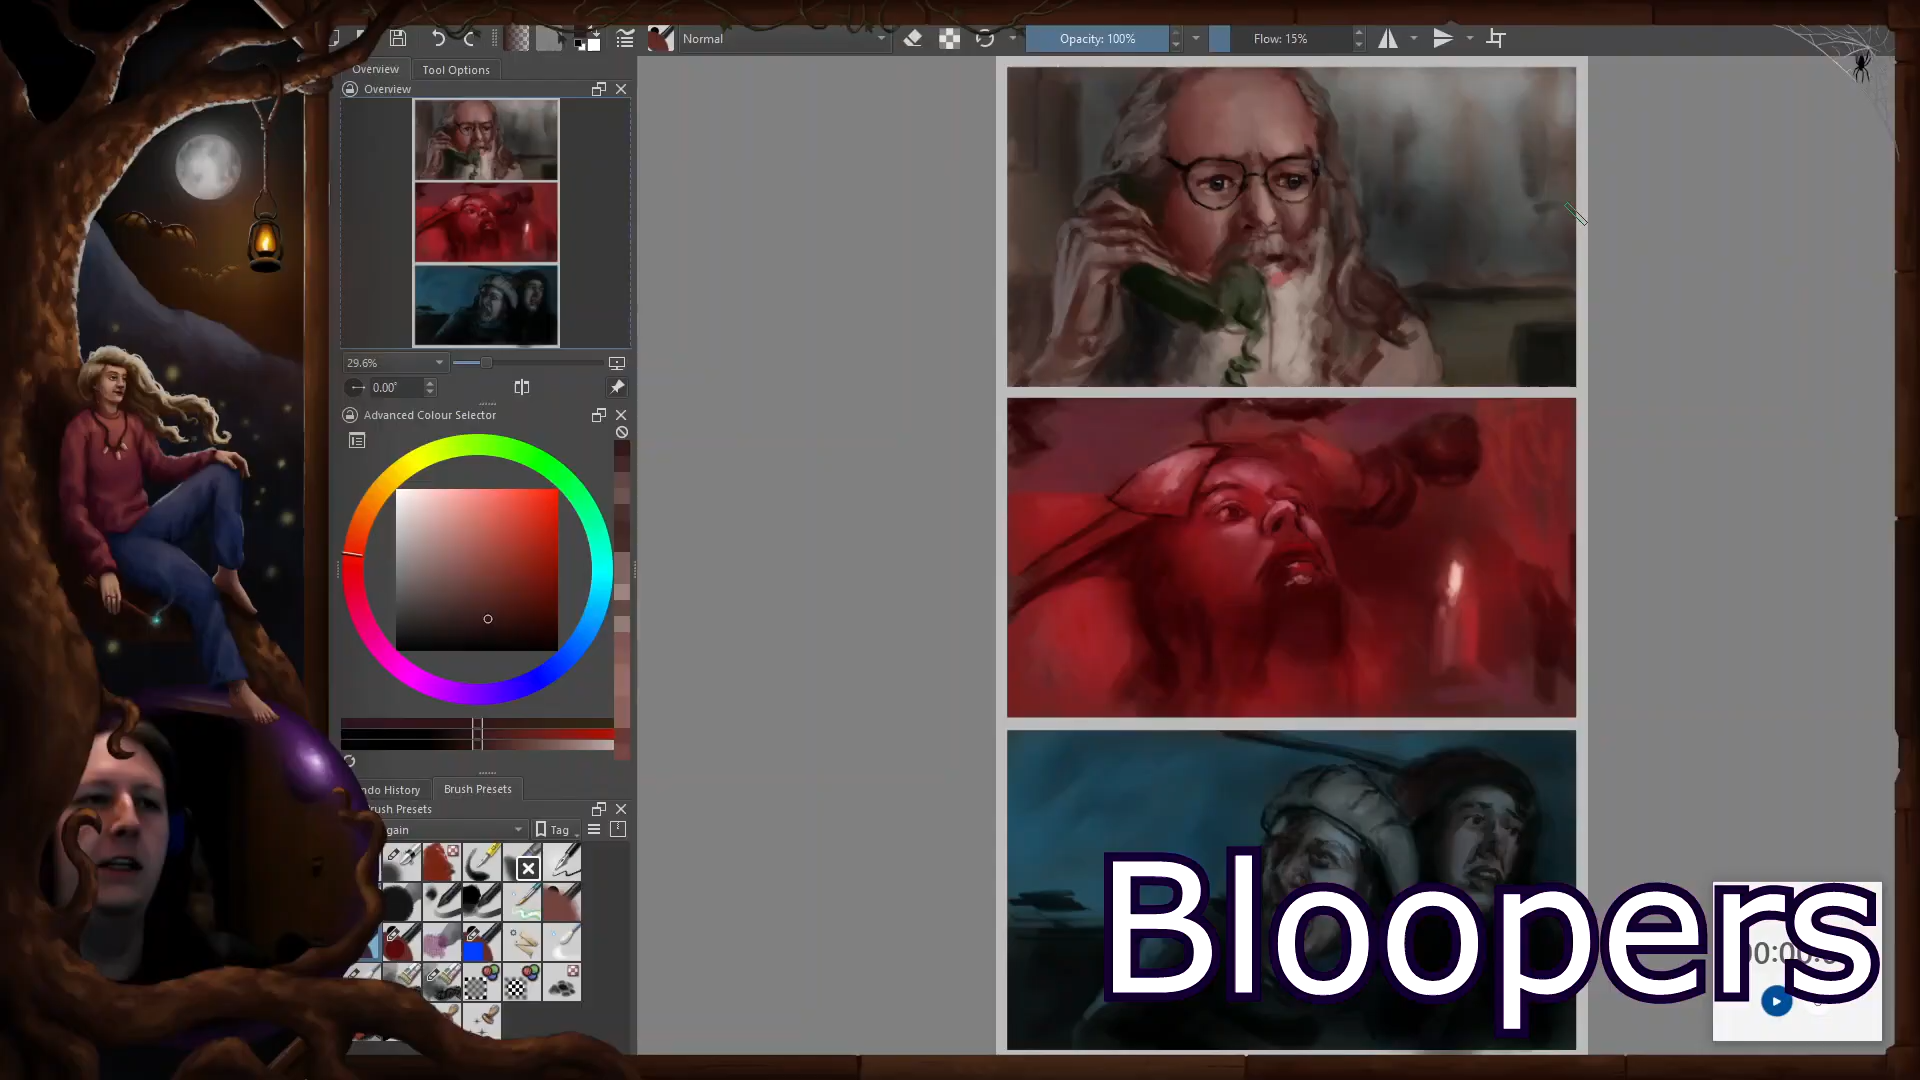 Normal
Opacity: 100%
Flow: 15%
Overview
Tool Options
Overview
29.6%
0.00°
Advanced Colour Selector
ndo History
Brush Presets
rush Presets
gain
Tag
Bloopers